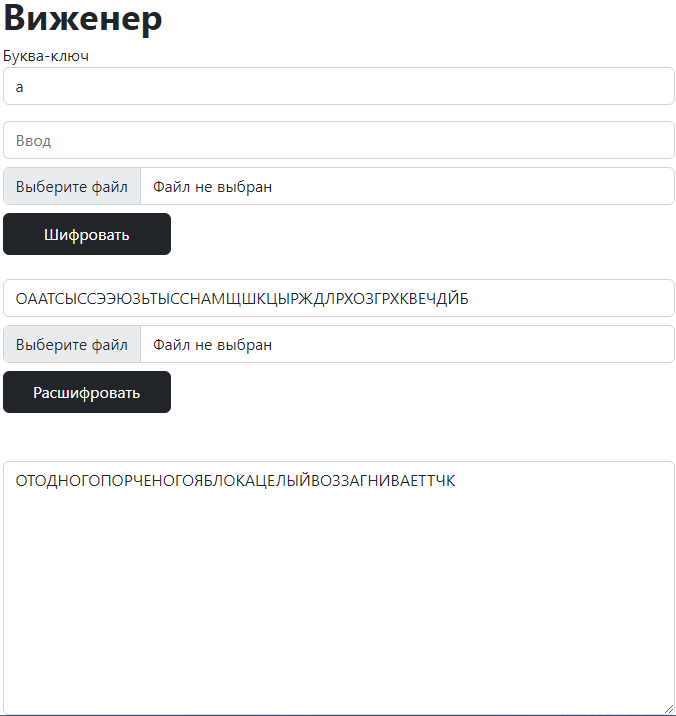 Виженер
Буква-ключ
а
Ввод
Выберите файл Файл не выбран
Шифровать
ОААТСЫССЭЭЮЗЬТЫССНАМЩШКЦЫРЖДЛРХОЗГРХКВЕЧДЙБ
Выберите файл Файл не выбран
Расшифровать
ОТОДНОГОПОРЧЕНОГОЯБЛОКАЦЕЛЫЙВОЗЗАГНИВАЕТТЧК